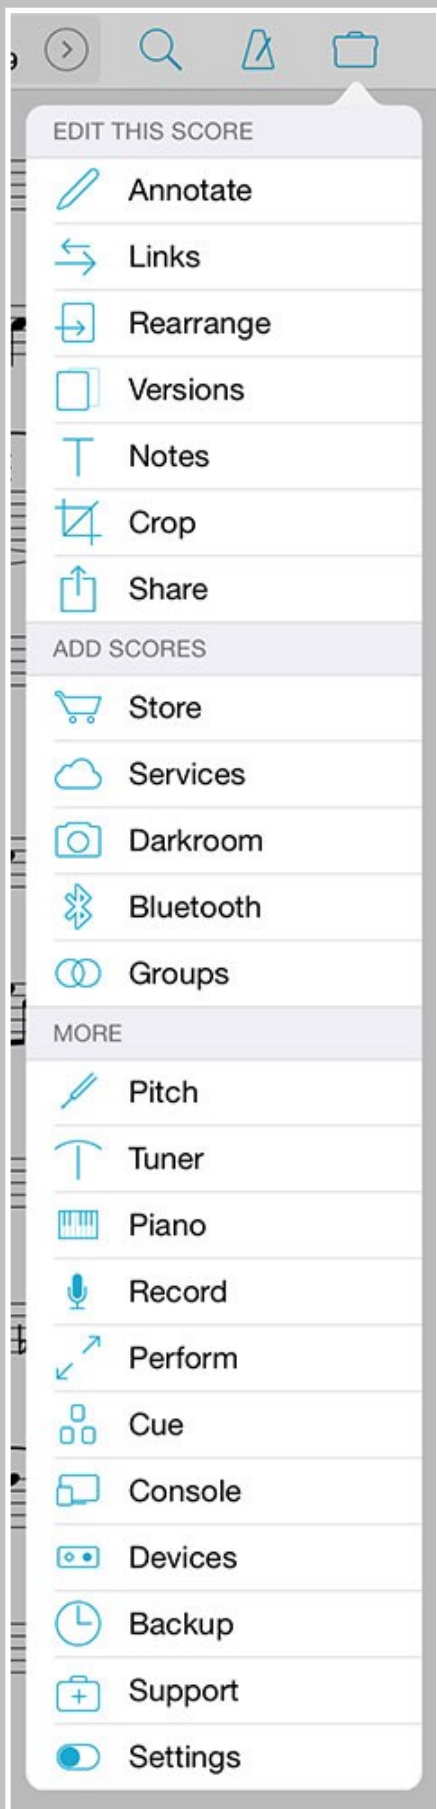 9
EDIT THIS SCORE
Annotate
Links
Rearrange
Versions
Notes
Crop
Share
ADD SCORES
Store
Services
Darkroom
Bluetooth
Groups
MORE
Pitch
Tuner
Piano
Record
Perform
Cue
Console
Devices
Backup
Support
Settings